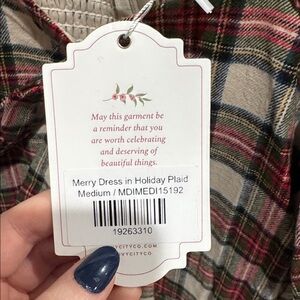 May this garment be
a reminder that you
are worth celebrating
and deserving of
beautiful things.
Merry Dress in Holiday Plaid
Medium / MDIMEDI15192
19263310